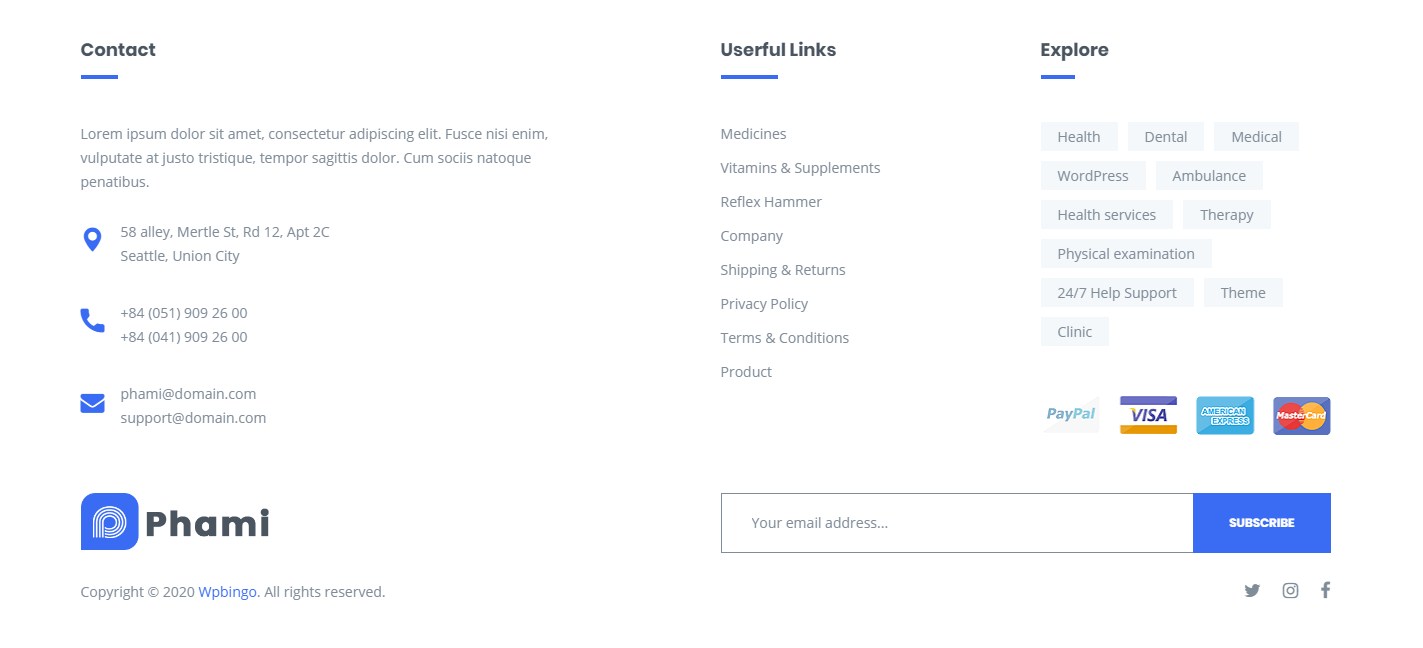 Contact
Lorem ipsum dolor sit amet, consectetur adipiscing elit. Fusce nisi enim,
vulputate at justo tristique, tempor sagittis dolor. Cum sociis natoque
penatibus.
58 alley, Mertle St, Rd 12, Apt 2C
Seattle, Union City
+84 (051) 909 26 00
+84 (041) 909 26 00
phami@domain.com
support@domain.com
Userful Links
Medicines
Vitamins & Supplements
Reflex Hammer
Company
Shipping & Returns
Privacy Policy
Terms & Conditions
Product
Explore
Health Dental Medical
WordPress Ambulance
Health services Therapy
Physical examination
24/7 Help Support Theme
Clinic
PayPal VISA AMERICAN EXPRESS MasterCard
Phami
Your email address... SUBSCRIBE
Copyright © 2020 Wpbingo. All rights reserved.